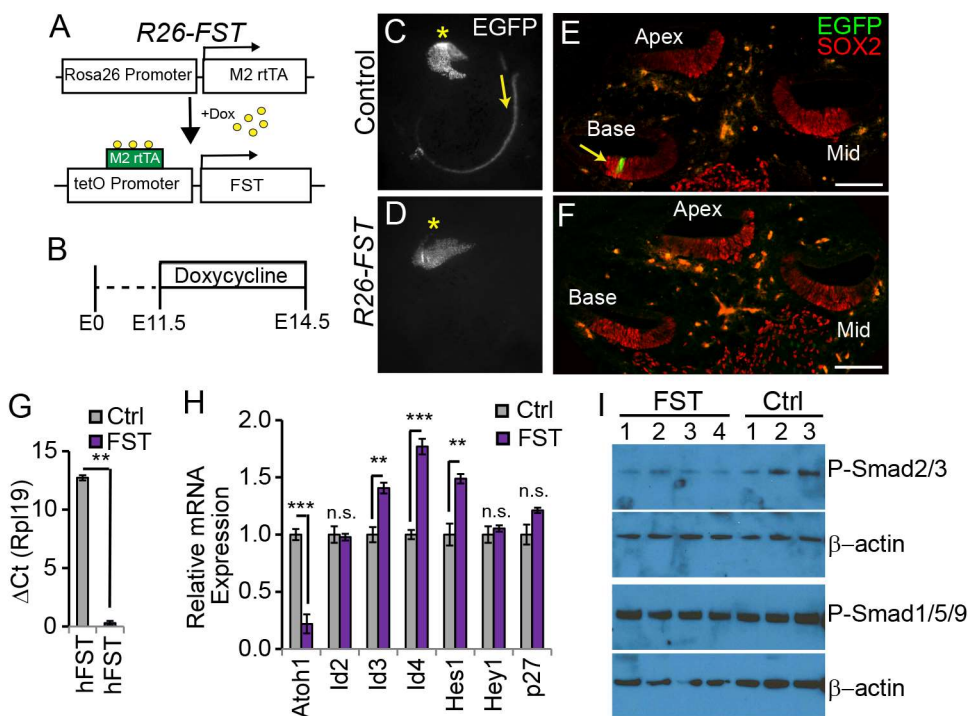 A
R26-FST
Rosa26 Promoter
M2 rtTA
+Dox
M2 rtTA
tetO Promoter
FST
B
Doxycycline
E0
E11.5
E14.5
C
*
EGFP
Control
D
*
R26-FST
E
EGFP
SOX2
Apex
Base
Mid
F
Apex
Base
Mid
G
Ctrl
FST
**
15
10
5
0
ΔCt (Rpl19)
hFST
hFST
H
Ctrl
FST
2.0
1.5
1.0
0.5
0.0
Relative mRNA
Expression
***
n.s.
**
***
**
n.s.
n.s.
Atoh1
Id2
Id3
Id4
Hes1
Hey1
p27
I
FST Ctrl
1 2 3 4 1 2 3
P-Smad2/3
β–actin
P-Smad1/5/9
β–actin